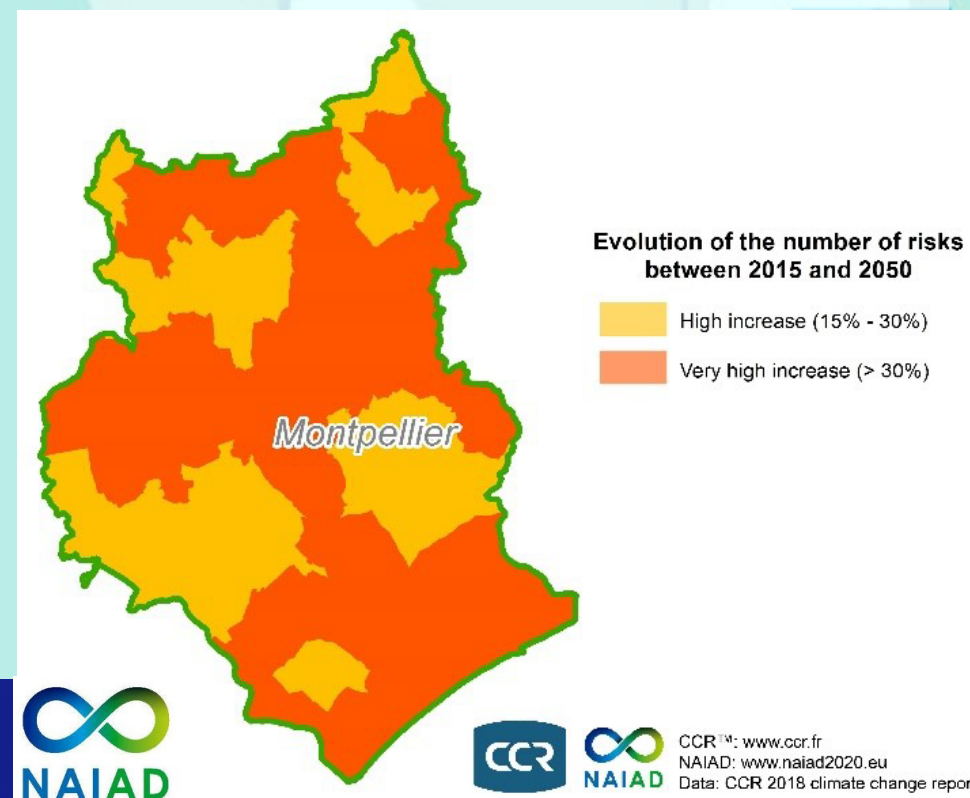 Evolution of the number of risks
between 2015 and 2050
High increase (15% - 30%)
Very high increase (> 30%)
Montpellier
NAIAD
CCR
NAIAD
CCR™: www.ccr.fr
NAIAD: www.naiad2020.eu
Data: CCR 2018 climate change repor